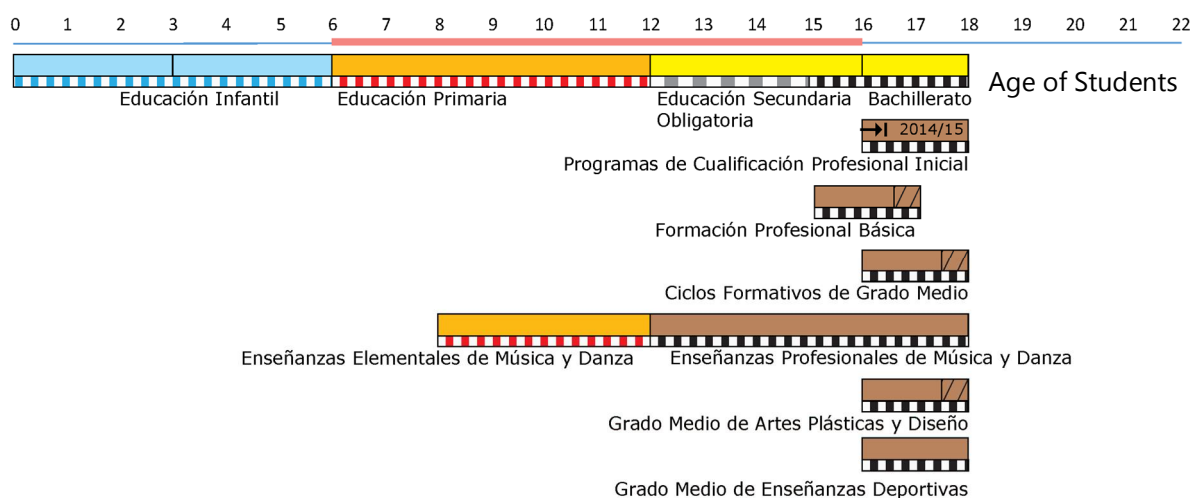 0 1 2 3 4 5 6 7 8 9 10 11 12 13 14 15 16 17 18 19 20 21 22
Educación Infantil Educación Primaria Educación Secundaria Bachillerato Age of Students
Obligatoria
2014/15
Programas de Cualificación Profesional Inicial
Formación Profesional Básica
Ciclos Formativos de Grado Medio
Enseñanzas Elementales de Música y Danza Enseñanzas Profesionales de Música y Danza
Grado Medio de Artes Plásticas y Diseño
Grado Medio de Enseñanzas Deportivas